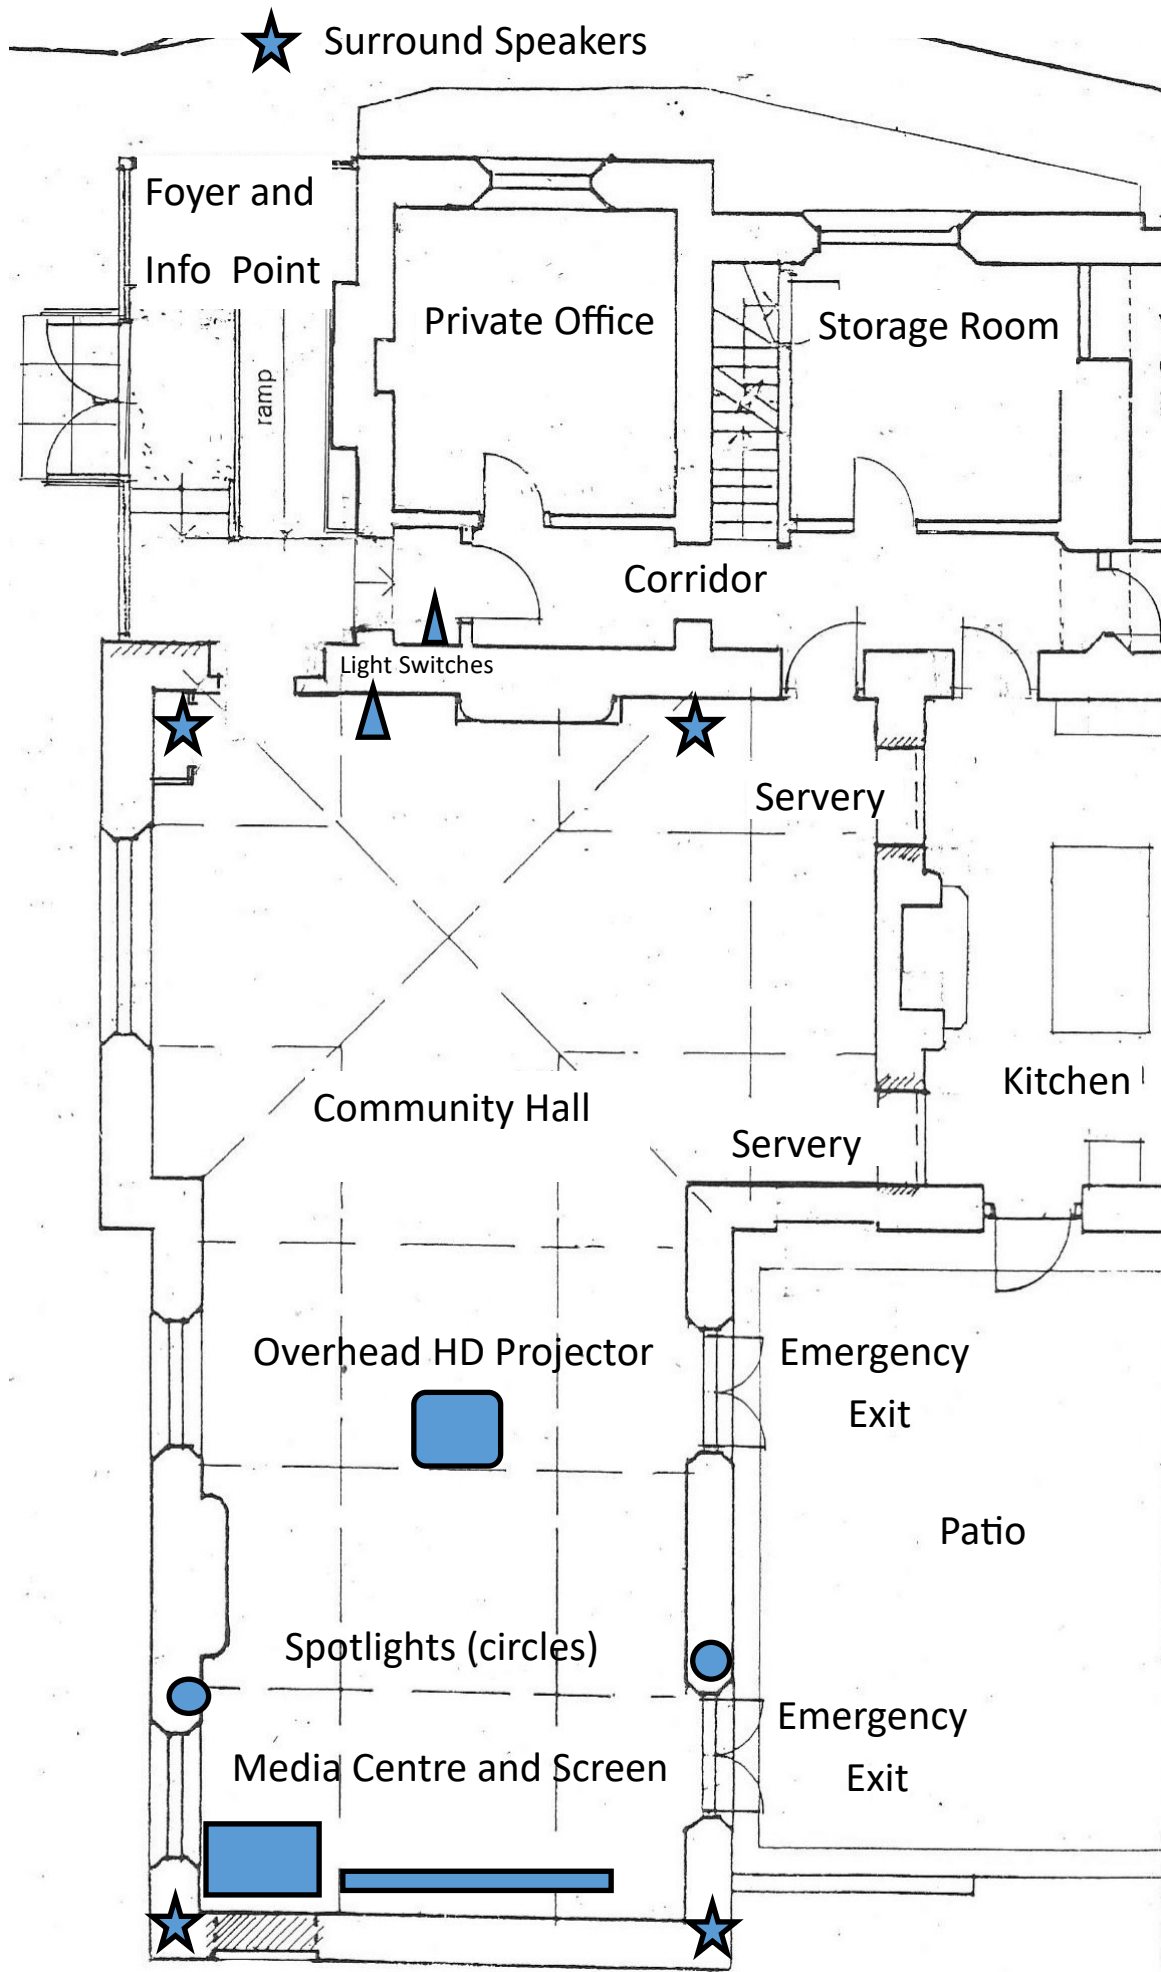 Surround Speakers
Foyer and
Info Point
ramp
Private Office
Storage Room
Corridor
Light Switches
Servery
Kitchen
Community Hall
Servery
Overhead HD Projector
Emergency
Exit
Patio
Spotlights (circles)
Emergency
Exit
Media Centre and Screen